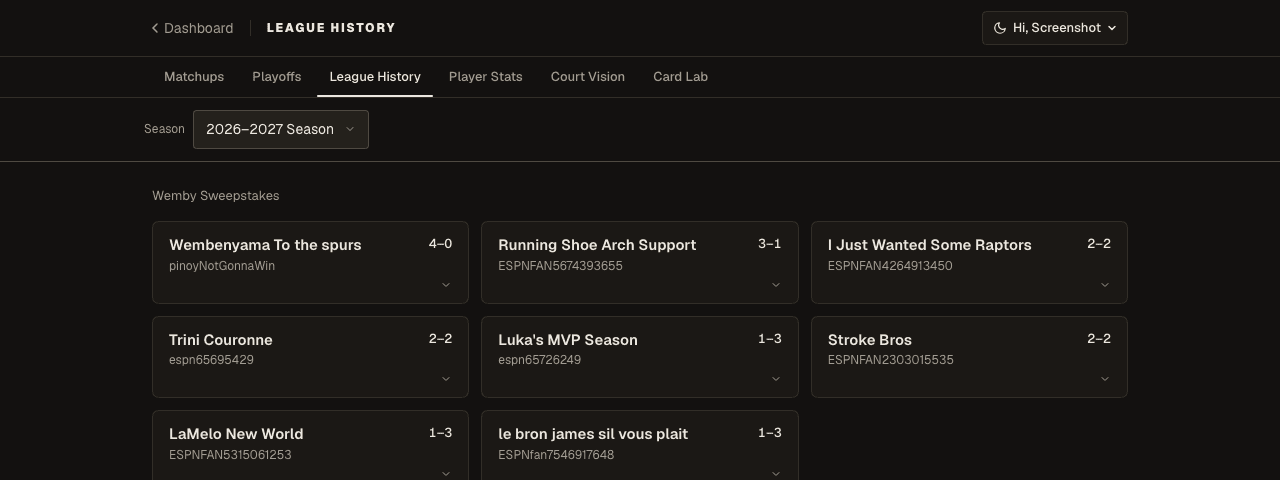 Dashboard
LEAGUE HISTORY
Hi, Screenshot
Matchups
Playoffs
League History
Player Stats
Court Vision
Card Lab
Season
2026–2027 Season
Wemby Sweepstakes
Wembenyama To the spurs
4–0
pinoyNotGonnaWin
Running Shoe Arch Support
3–1
ESPNFAN5674393655
I Just Wanted Some Raptors
2–2
ESPNFAN4264913450
Trini Couronne
2–2
espn65695429
Luka's MVP Season
1–3
espn65726249
Stroke Bros
2–2
ESPNFAN2303015535
LaMelo New World
1–3
ESPNFAN5315061253
le bron james sil vous plait
1–3
ESPNfan7546917648